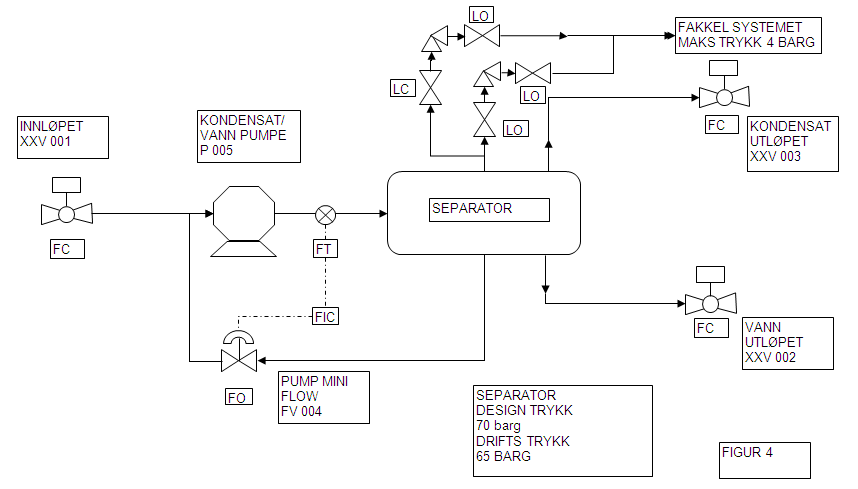 LO
FAKKEL SYSTEMET
MAKS TRYKK 4 BARG
LC
LO
LO
FC
KONDENSAT
UTLØPET
XXV 003
INNLØPET
XXV 001
KONDENSAT/
VANN PUMPE
P 005
SEPARATOR
FC
FT
FIC
FC
VANN
UTLØPET
XXV 002
FO
PUMP MINI
FLOW
FV 004
SEPARATOR
DESIGN TRYKK
70 barg
DRIFTS TRYKK
65 BARG
FIGUR 4